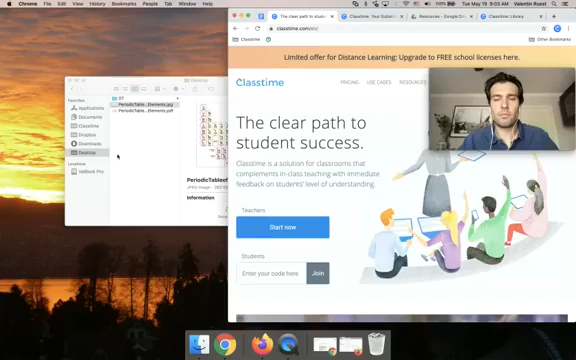 Chrome File Edit View History Bookmarks People Tab Window Help
100% Tue May 19 9:03 AM Valentin Ruest
The clear path to stude
Classtime. Your Subscri
Resources - Google D
Classtime Library
classtime.com/en/
Classtime
Other Bookmarks
Limited offer for Distance Learning: Upgrade to FREE school licenses here.
Classtime
PRICING USE CASES RESOURCES
The clear path to
student success.
Classtime is a solution for classrooms that
complements in-class teaching with immediate
feedback on students' level of understanding.
Teachers
Start now
Students
Enter your code here
Join
Desktop
Favorites
Applications
Documents
Classtime
Dropbox
Downloads
Desktop
Locations
ValBook Pro
PeriodicTable...Elements.jpg
PeriodicTable...Elements.pdf
PeriodicTableof
Information